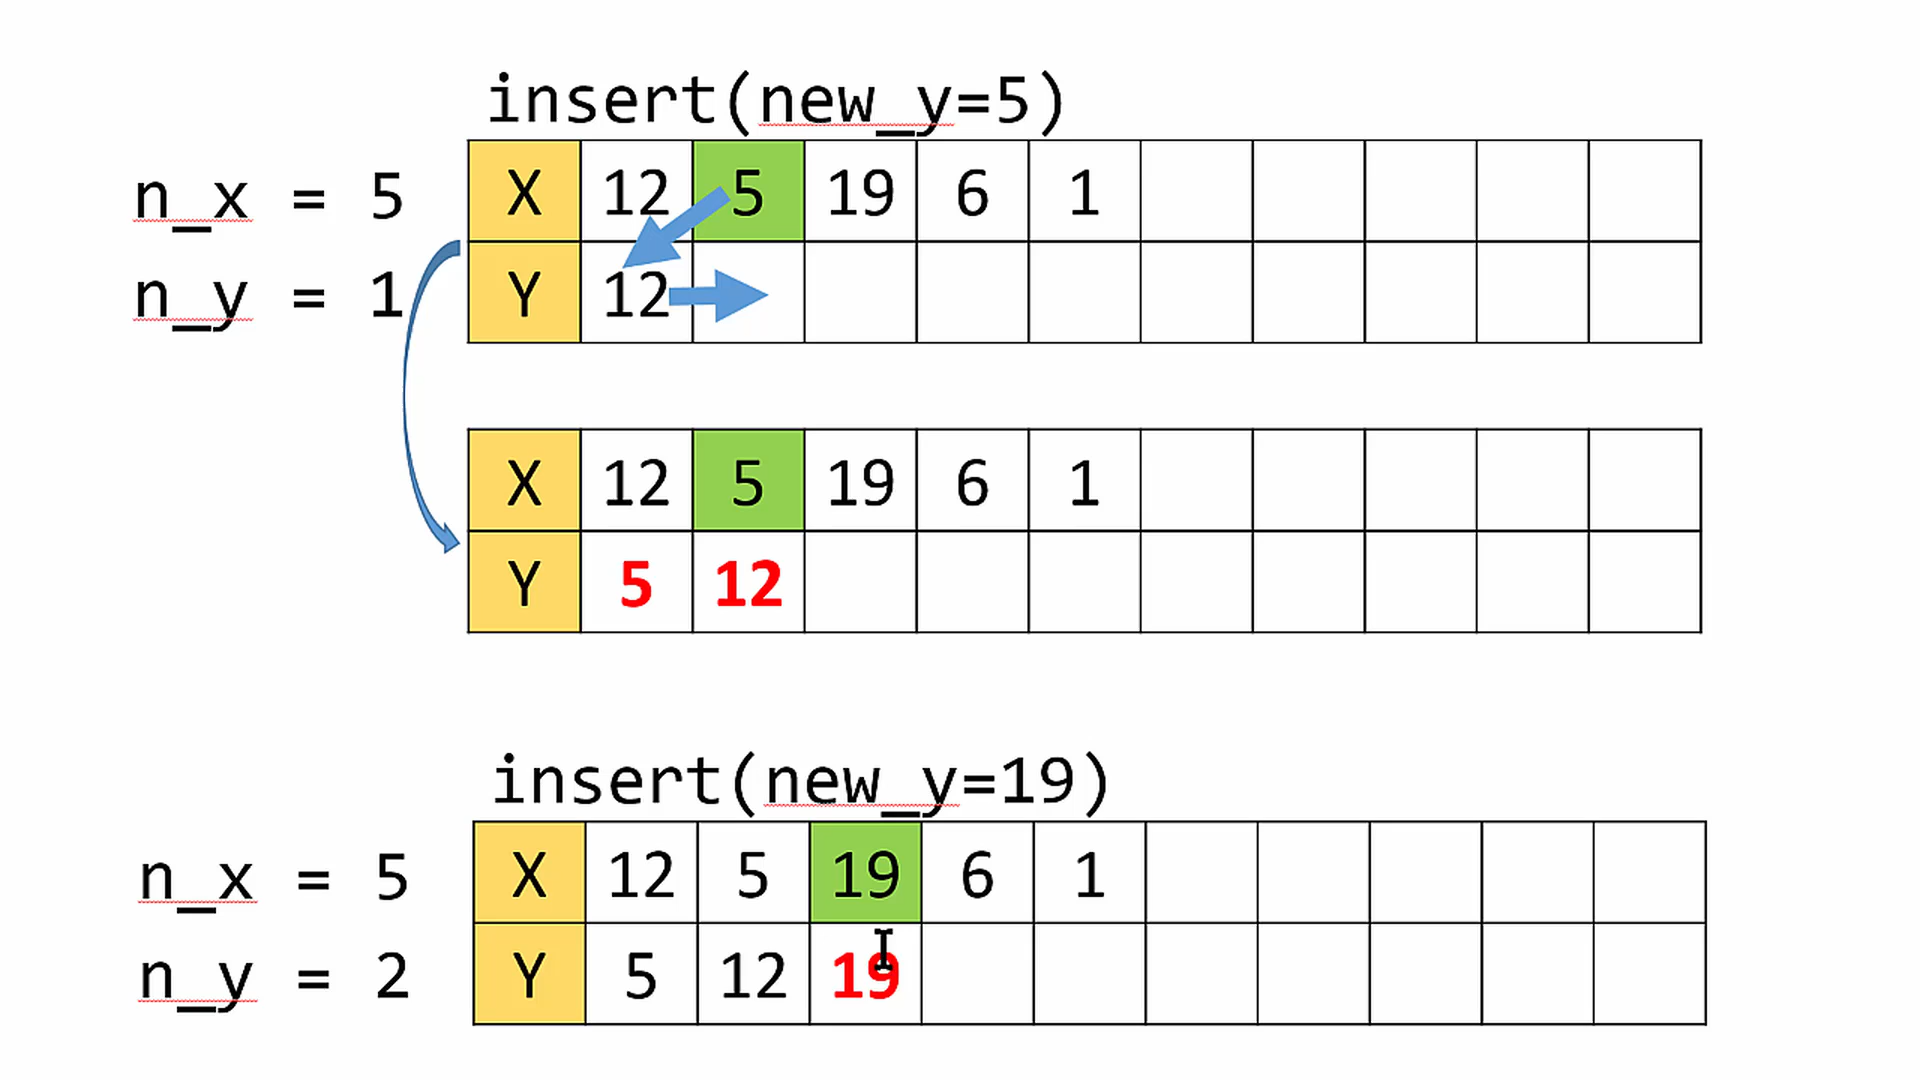 insert(new_y=5)
n_x = 5 X 12 5 19 6 1
n_y = 1 Y 12
X 12 5 19 6 1
Y 5 12
insert(new_y=19)
n_x = 5 X 12 5 19 6 1
n_y = 2 Y 5 12 19